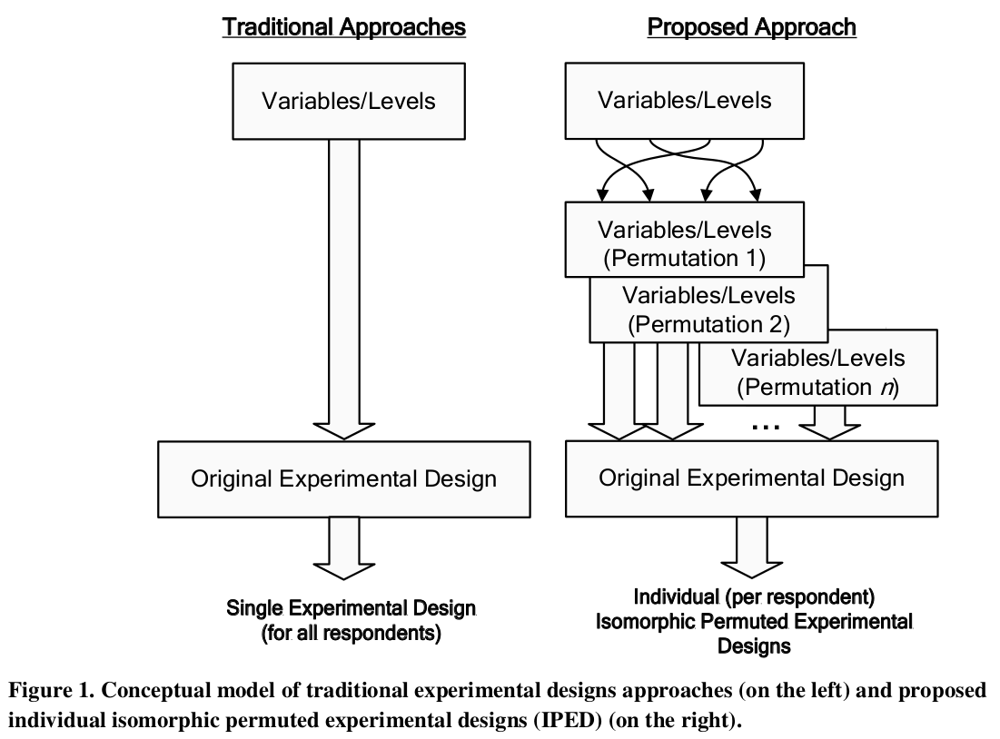 Traditional Approaches
Variables/Levels
Original Experimental Design
Single Experimental Design
(for all respondents)
Proposed Approach
Variables/Levels
Variables/Levels
(Permutation 1)
Variables/Levels
(Permutation 2)
Variables/Levels
(Permutation n)
...
Original Experimental Design
Individual (per respondent)
Isomorphic Permuted Experimental
Designs
Figure 1. Conceptual model of traditional experimental designs approaches (on the left) and proposed
individual isomorphic permuted experimental designs (IPED) (on the right).